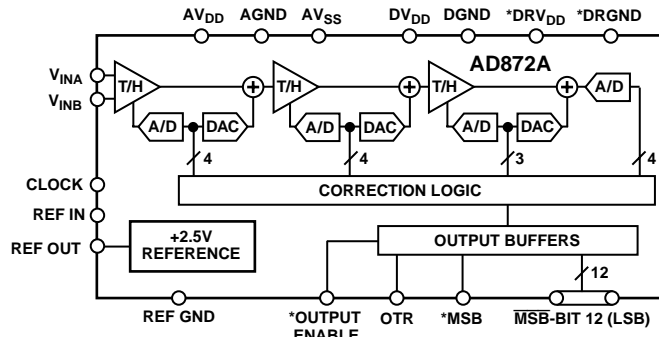 AVDD AGND AVSS DVDD DGND *DRVDD *DRGND
AD872A
VINA
VINB
T/H + T/H + T/H + A/D
A/D DAC A/D DAC A/D DAC
4 4 3 4
CLOCK
CORRECTION LOGIC
REF IN
REF OUT
+2.5V
REFERENCE
OUTPUT BUFFERS
12
REF GND *OUTPUT
ENABLE OTR *MSB MSB-BIT 12 (LSB)